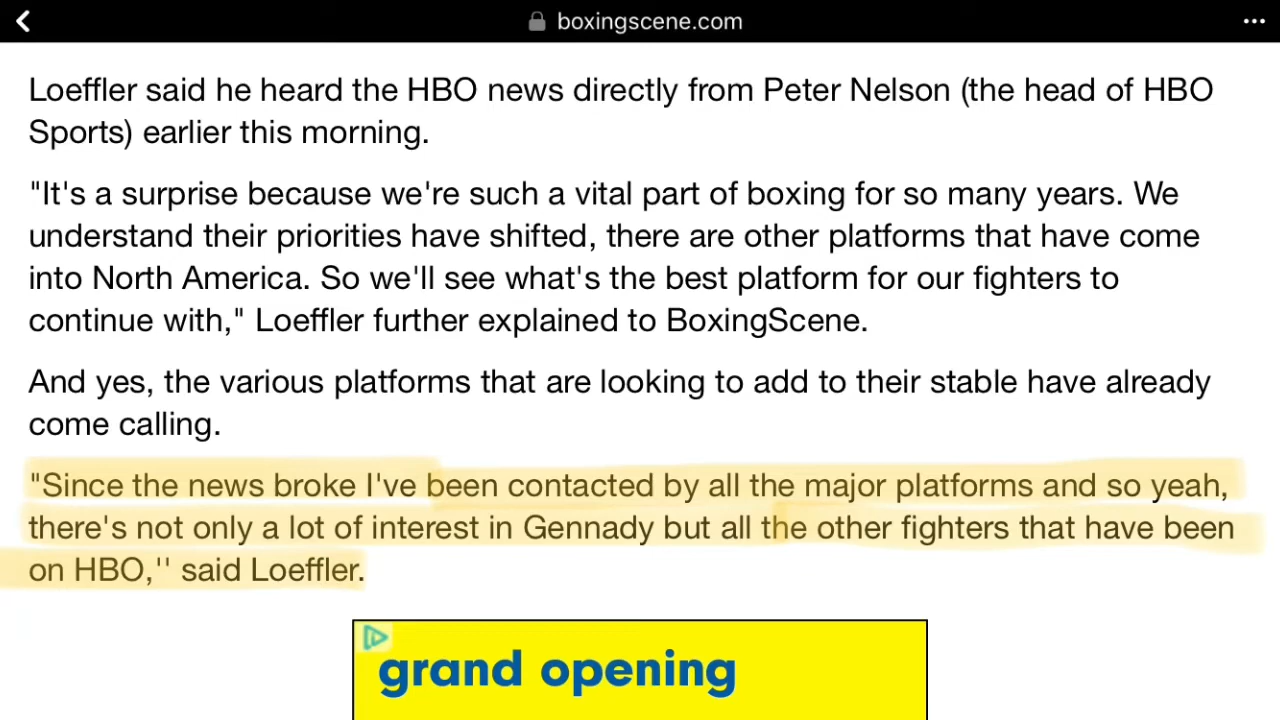 boxingscene.com
Loeffler said he heard the HBO news directly from Peter Nelson (the head of HBO
Sports) earlier this morning.
"It's a surprise because we're such a vital part of boxing for so many years. We
understand their priorities have shifted, there are other platforms that have come
into North America. So we'll see what's the best platform for our fighters to
continue with," Loeffler further explained to BoxingScene.
And yes, the various platforms that are looking to add to their stable have already
come calling.
"Since the news broke I've been contacted by all the major platforms and so yeah,
there's not only a lot of interest in Gennady but all the other fighters that have been
on HBO,'' said Loeffler.
grand opening